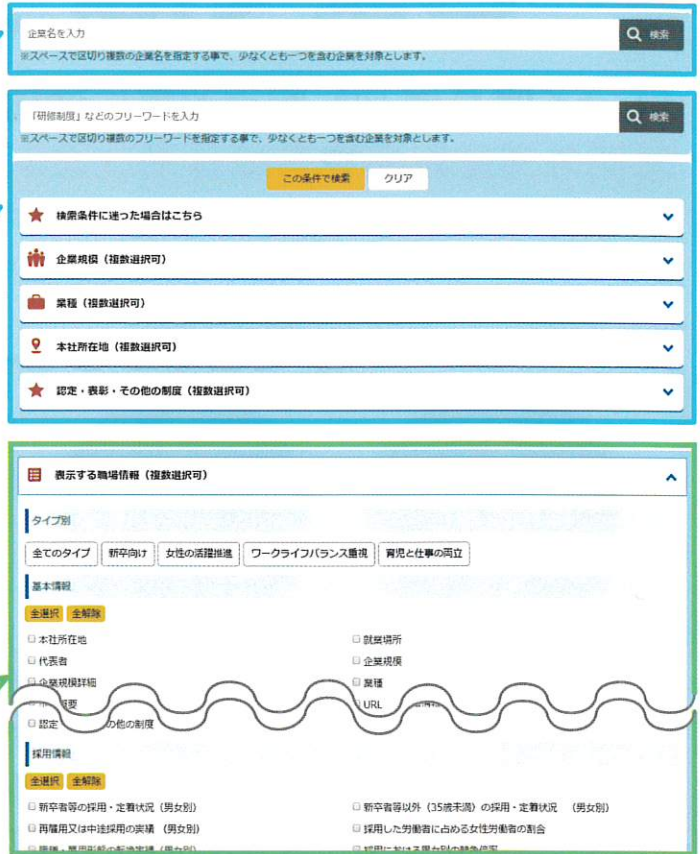 企業名を入力
検索
※スペースで区切り複数の企業名を指定する事で、少なくとも一つを含む企業を対象とします。
「研修制度」などのフリーワードを入力
検索
※スペースで区切り複数のフリーワードを指定する事で、少なくとも一つを含む企業を対象とします。
この条件で検索 クリア
検索条件に迷った場合はこちら
企業規模（複数選択可）
業種（複数選択可）
本社所在地（複数選択可）
認定・表彰・その他の制度（複数選択可）
表示する職場情報（複数選択可）
タイプ別
全てのタイプ 新卒向け 女性の活躍推進 ワークライフバランス重視 育児と仕事の両立
基本情報
全選択 全解除
本社所在地 就業場所
代表者 企業規模
企業規模詳細 業種
概要 URL
認定 の他の制度
採用情報
全選択 全解除
新卒者等の採用・定着状況（男女別） 新卒者等以外（35歳未満）の採用・定着状況 （男女別）
再雇用又は中途採用の実績 （男女別） 採用した労働者に占める女性労働者の割合
採用における男女別の競争倍率